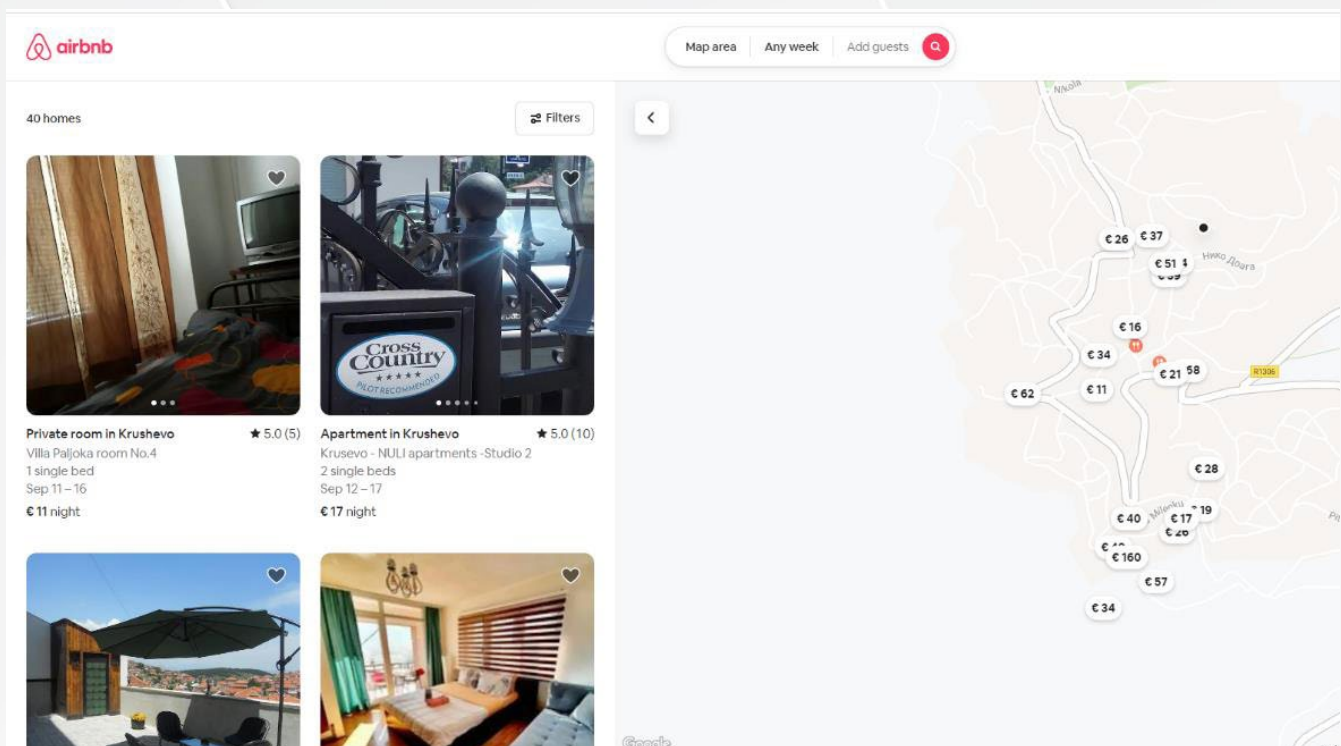 airbnb
Map area Any week Add guests
40 homes
Filters
Cross
Country
PILOT RECOMMENDED
Private room in Krushevo ★ 5.0 (5)
Villa Paljoka room No.4
1 single bed
Sep 11 – 16
€ 11 night
Apartment in Krushevo ★ 5.0 (10)
Krusevo - NULI apartments -Studio 2
2 single beds
Sep 12 – 17
€ 17 night
Nikola
€ 26
€ 37
€ 51
Нико Доага
€ 16
€ 34
€ 21
R1306
€ 11
€ 62
€ 28
€ 40
€ 17
€ 26
€ 160
€ 57
€ 34
Google